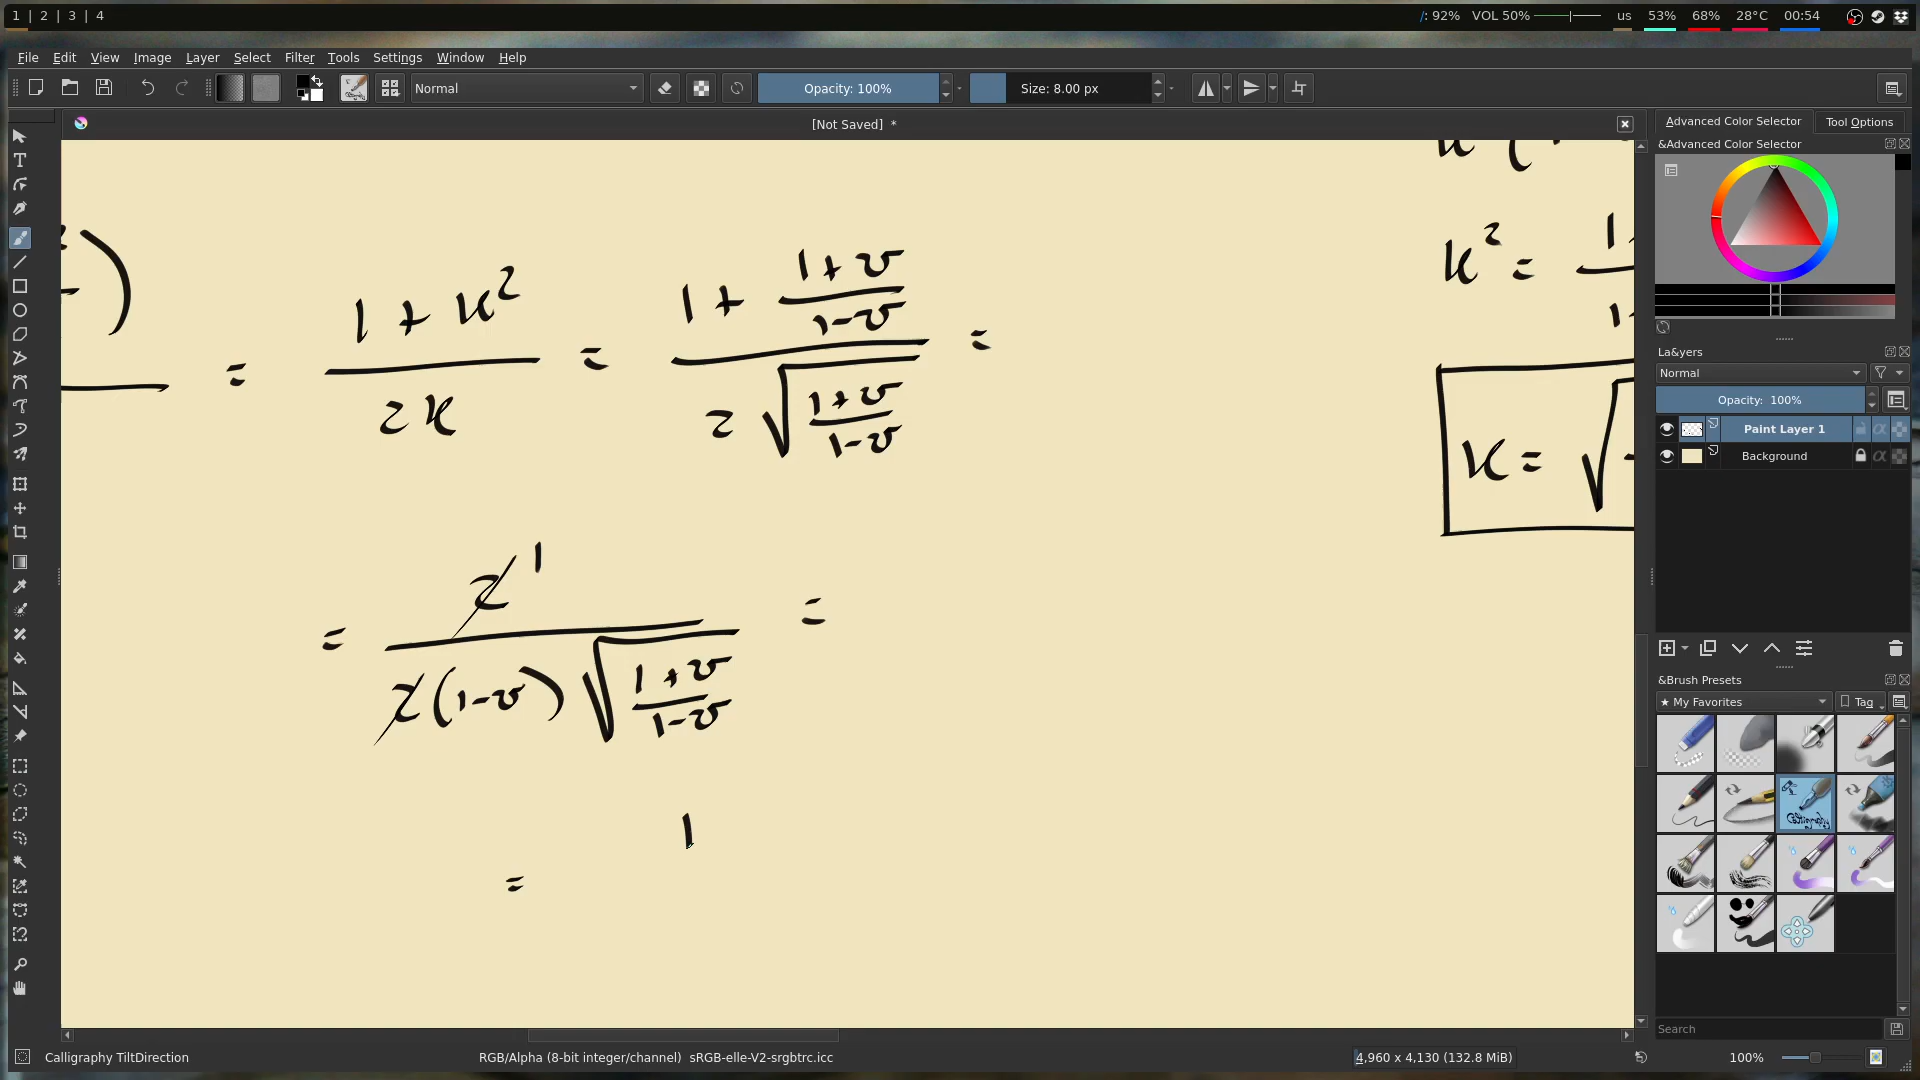 1 | 2 | 3 | 4
/: 92% VOL 50% us 53% 68% 28°C 00:54
File Edit View Image Layer Select Filter Tools Settings Window Help
Normal Opacity: 100% Size: 8.00 px
[Not Saved] *
Advanced Color Selector Tool Options
&Advanced Color Selector
= (1 + κ²)/(2κ) = (1 + (1+v)/(1-v))/(2 √((1+v)/(1-v))) =
κ² =
κ = √
= 2 1/(2(1-v) √((1+v)/(1-v))) =
= 1
La&yers
Normal
Opacity: 100%
Paint Layer 1
Background
&Brush Presets
★ My Favorites Tag
Calligraphy
Search
Calligraphy TiltDirection RGB/Alpha (8-bit integer/channel) sRGB-elle-V2-srgbtrc.icc 4,960 x 4,130 (132.8 MiB) 100%